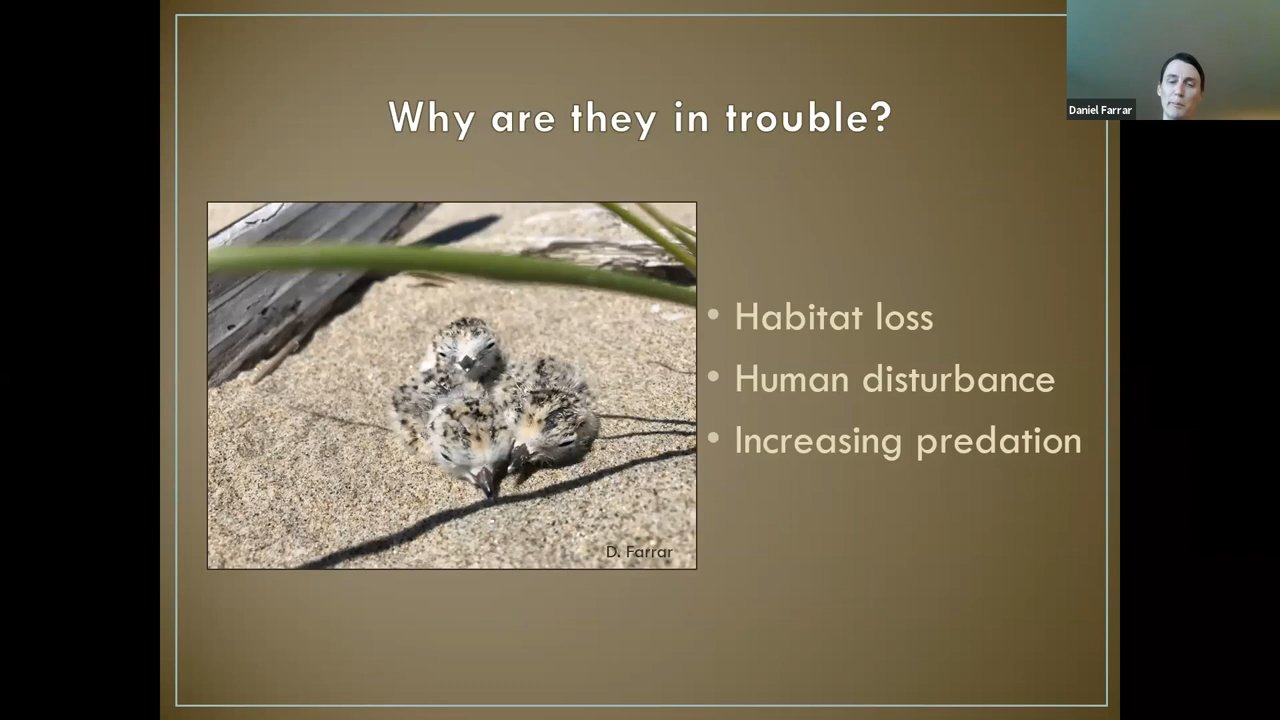 Why are they in trouble?
Daniel Farrar
• Habitat loss
• Human disturbance
• Increasing predation
D. Farrar